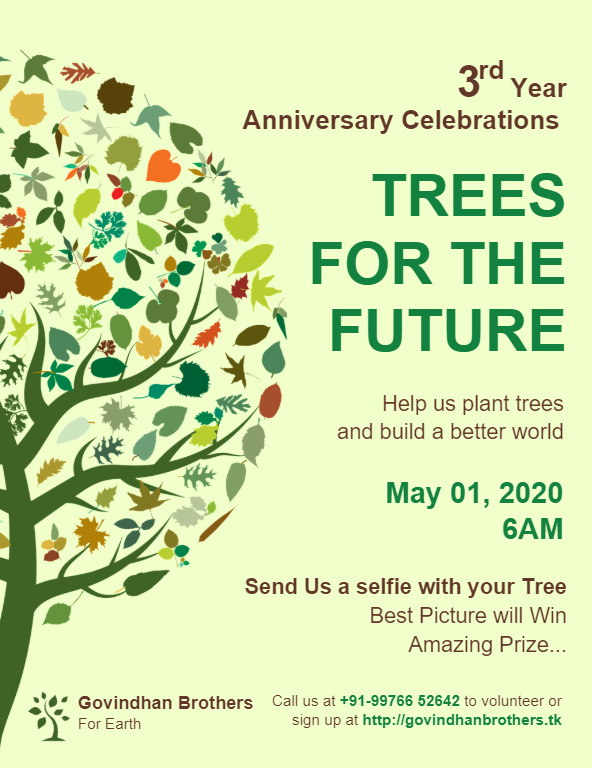 3rd Year
Anniversary Celebrations
TREES
FOR THE
FUTURE
Help us plant trees
and build a better world
May 01, 2020
6AM
Send Us a selfie with your Tree
Best Picture will Win
Amazing Prize...
Govindhan Brothers
For Earth
Call us at +91-99766 52642 to volunteer or
sign up at http://govindhanbrothers.tk